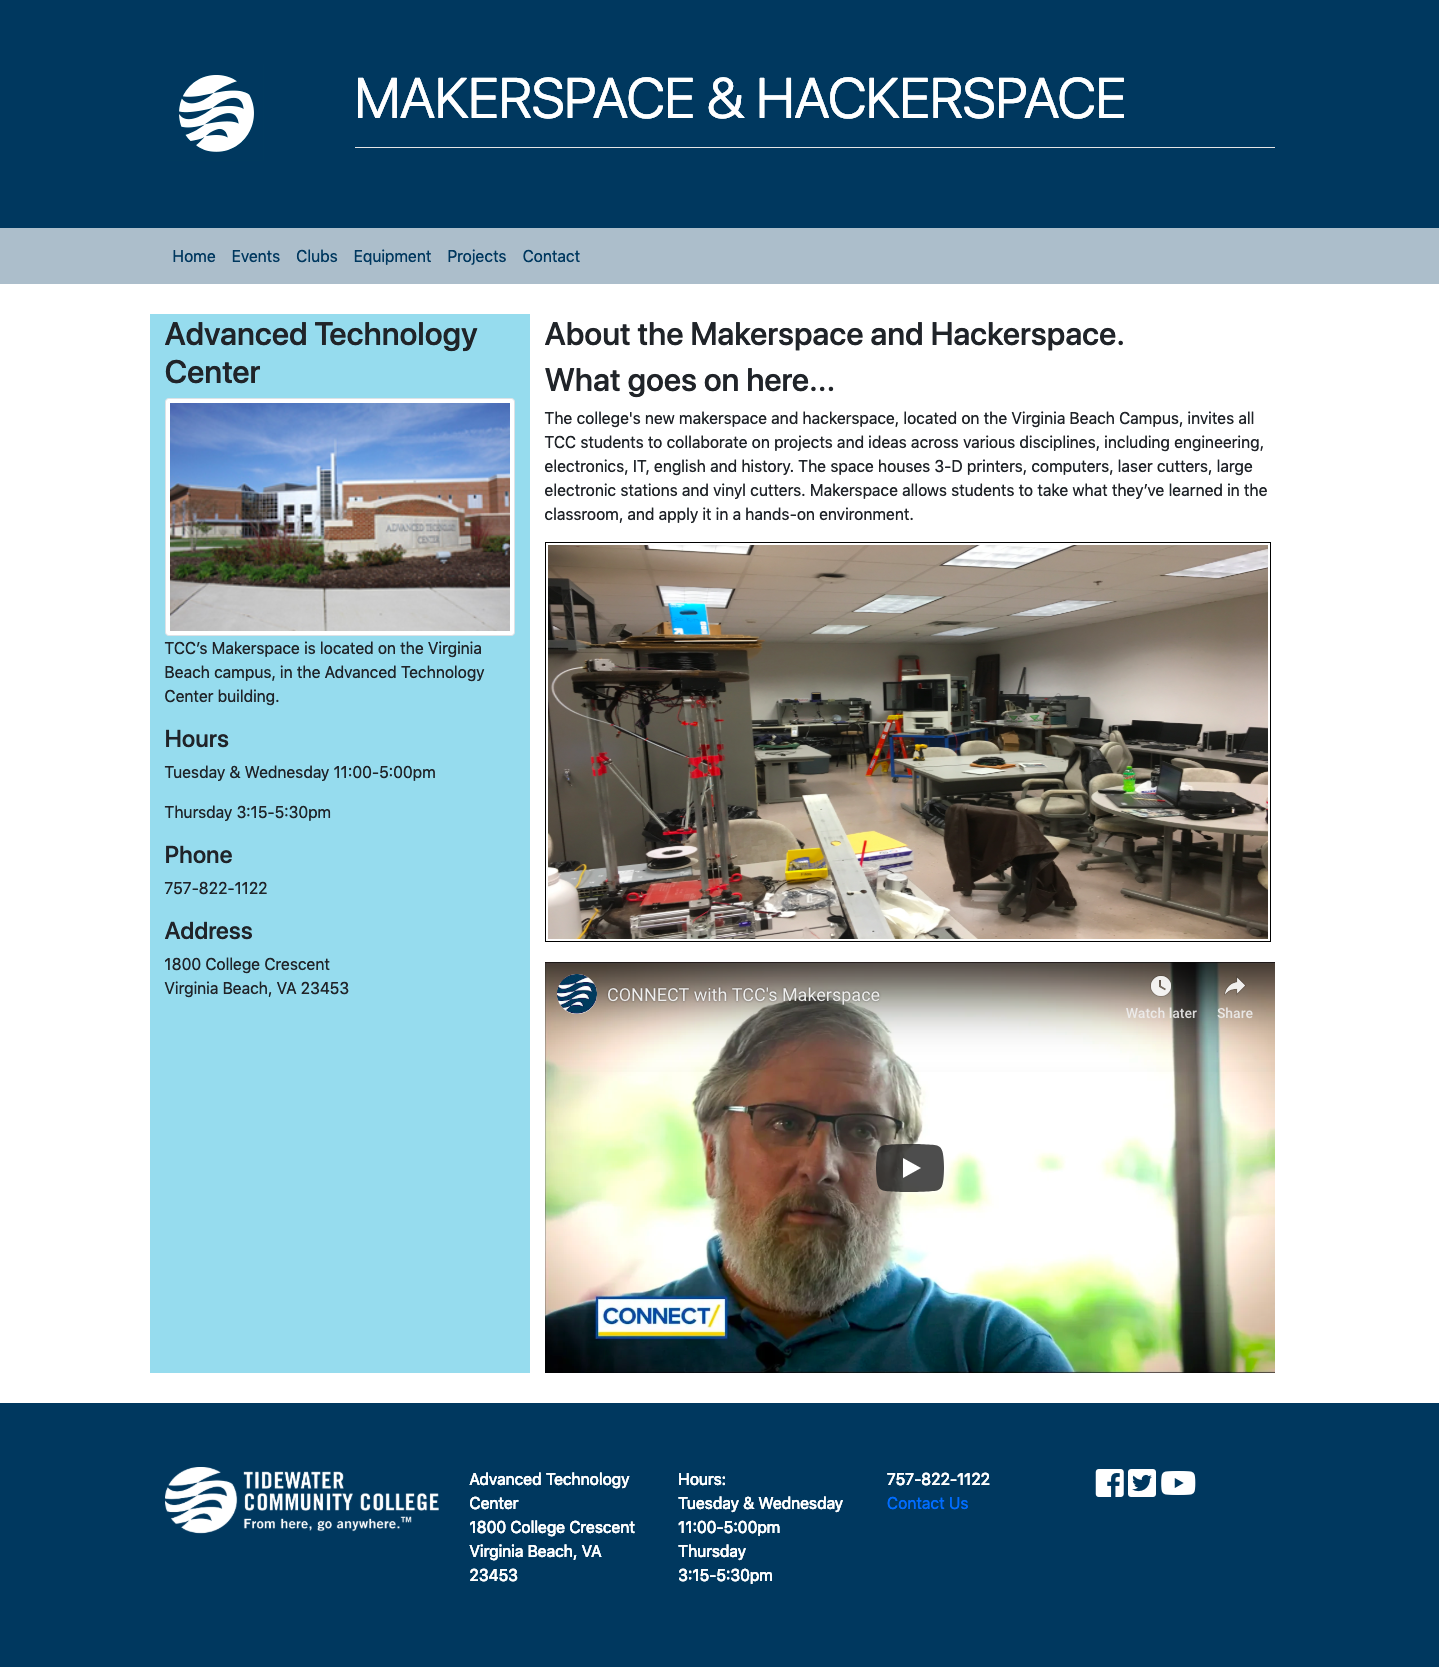 MAKERSPACE & HACKERSPACE
Home Events Clubs Equipment Projects Contact
Advanced Technology
Center
ADVANCED TECHNOLOGY
CENTER
TCC’s Makerspace is located on the Virginia
Beach campus, in the Advanced Technology
Center building.
Hours
Tuesday & Wednesday 11:00-5:00pm
Thursday 3:15-5:30pm
Phone
757-822-1122
Address
1800 College Crescent
Virginia Beach, VA 23453
About the Makerspace and Hackerspace.
What goes on here...
The college's new makerspace and hackerspace, located on the Virginia Beach Campus, invites all
TCC students to collaborate on projects and ideas across various disciplines, including engineering,
electronics, IT, english and history. The space houses 3-D printers, computers, laser cutters, large
electronic stations and vinyl cutters. Makerspace allows students to take what they’ve learned in the
classroom, and apply it in a hands-on environment.
CONNECT with TCC's Makerspace
Watch later Share
CONNECT/
TIDEWATER
COMMUNITY COLLEGE
From here, go anywhere.™
Advanced Technology
Center
1800 College Crescent
Virginia Beach, VA
23453
Hours:
Tuesday & Wednesday
11:00-5:00pm
Thursday
3:15-5:30pm
757-822-1122
Contact Us